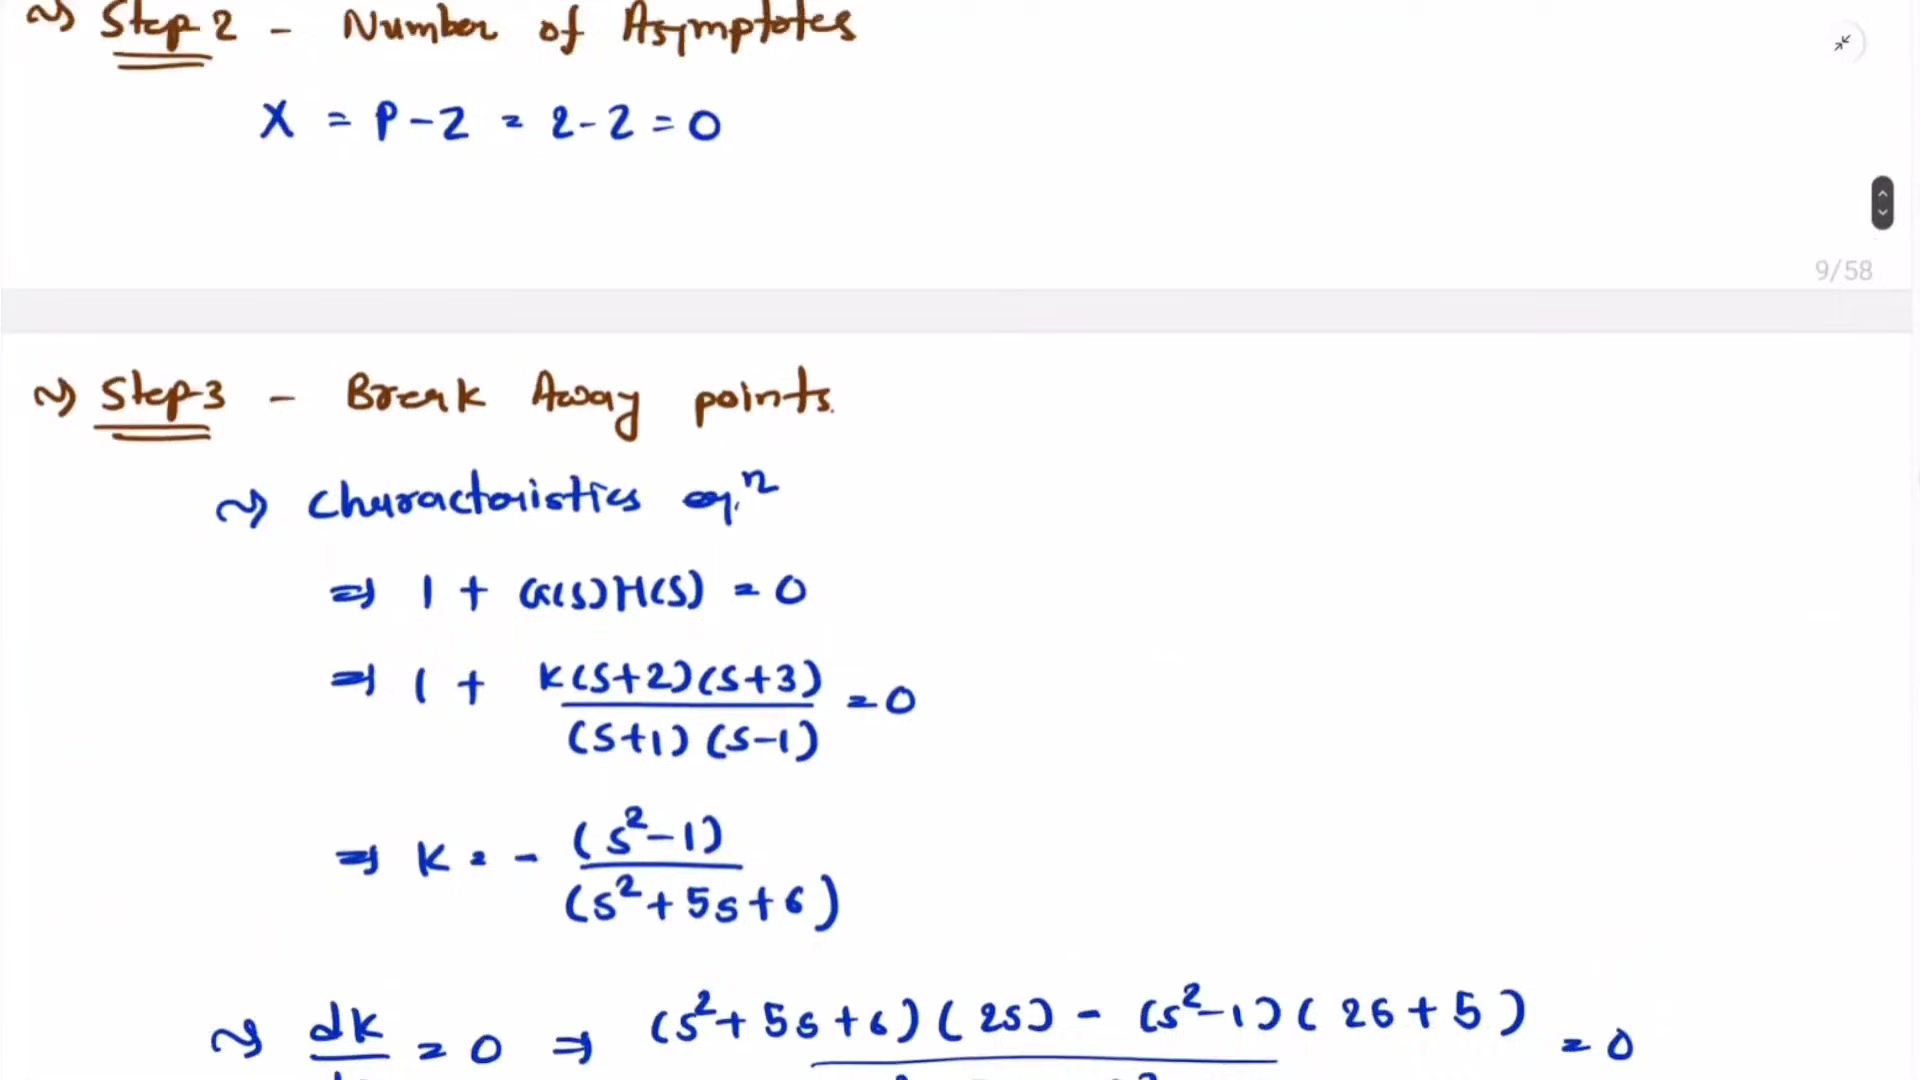 ~) Step 2 - Number of Asymptotes
X = P - Z = 2 - 2 = 0
9/58
~) Step-3 - Break Away points.
~) Characteristics eqⁿ
⇒ 1 + G(s)H(s) = 0
⇒ 1 + K(s+2)(s+3) / (s+1)(s-1) = 0
⇒ K = - (s²-1) / (s²+5s+6)
~) dK = 0 ⇒ (s²+5s+6)(2s) - (s²-1)(2s+5) = 0